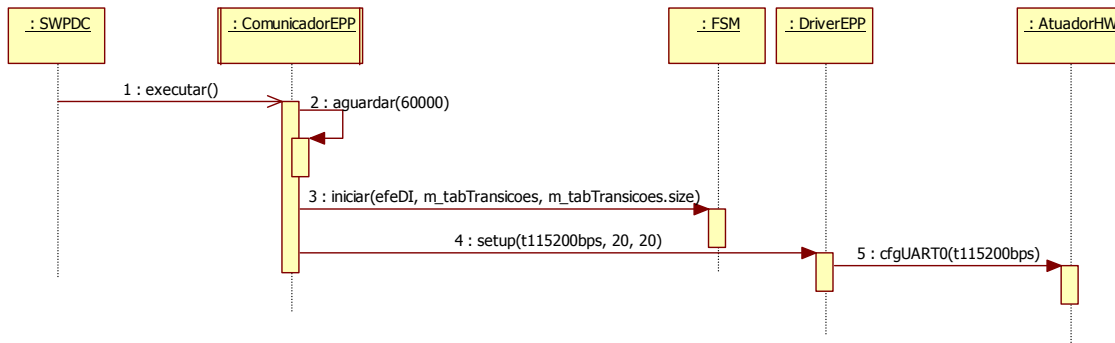 : SWPDC
: ComunicadorEPP
: FSM
: DriverEPP
: AtuadorHW
1 : executar()
2 : aguardar(60000)
3 : iniciar(efeDI, m_tabTransicoes, m_tabTransicoes.size)
4 : setup(t115200bps, 20, 20)
5 : cfgUART0(t115200bps)